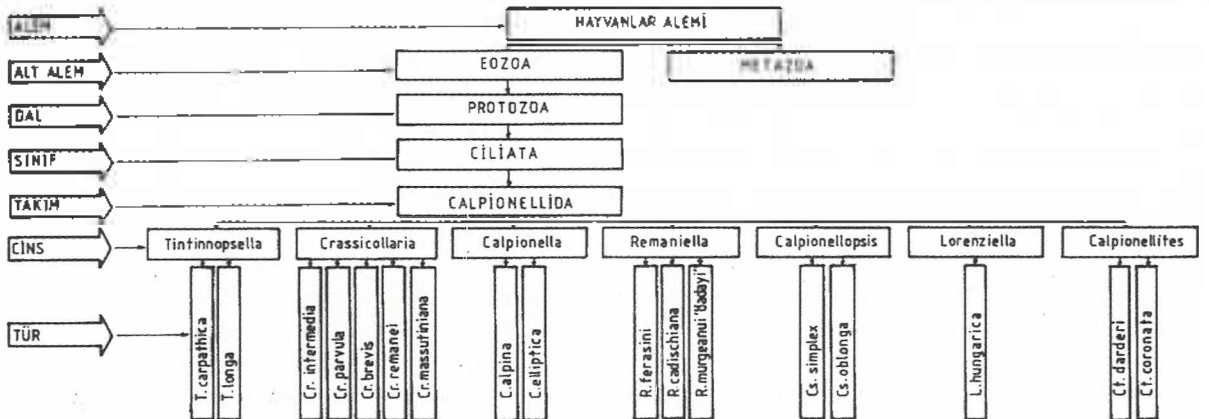 ALEM
HAYVANLAR ALEMİ
ALT ALEM
EOZOA
METAZOA
DAL
PROTOZOA
SINIF
CİLİATA
TAKIM
CALPİONELLİDA
CİNS
Tintinnopsella
Crassicollaria
Calpionella
Remaniella
Calpionellopsis
Lorenziella
Calpionellites
TÜR
T.carpathica
T.longa
Cr. intermedia
Cr. parvula
Cr. brevis
Cr. remanei
Cr.massutiniana
C.alpina
C.elliptica
R.ferasini
R.cadischiana
R.murgeanui "Badayi"
Cs. simplex
Cs. oblonga
L.hungarica
Ct. darderi
Ct. coronata